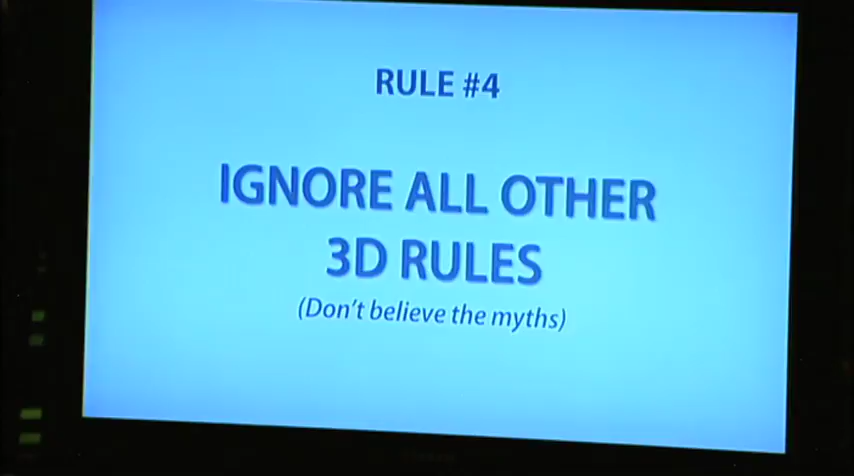 RULE #4
IGNORE ALL OTHER
3D RULES
(Don't believe the myths)